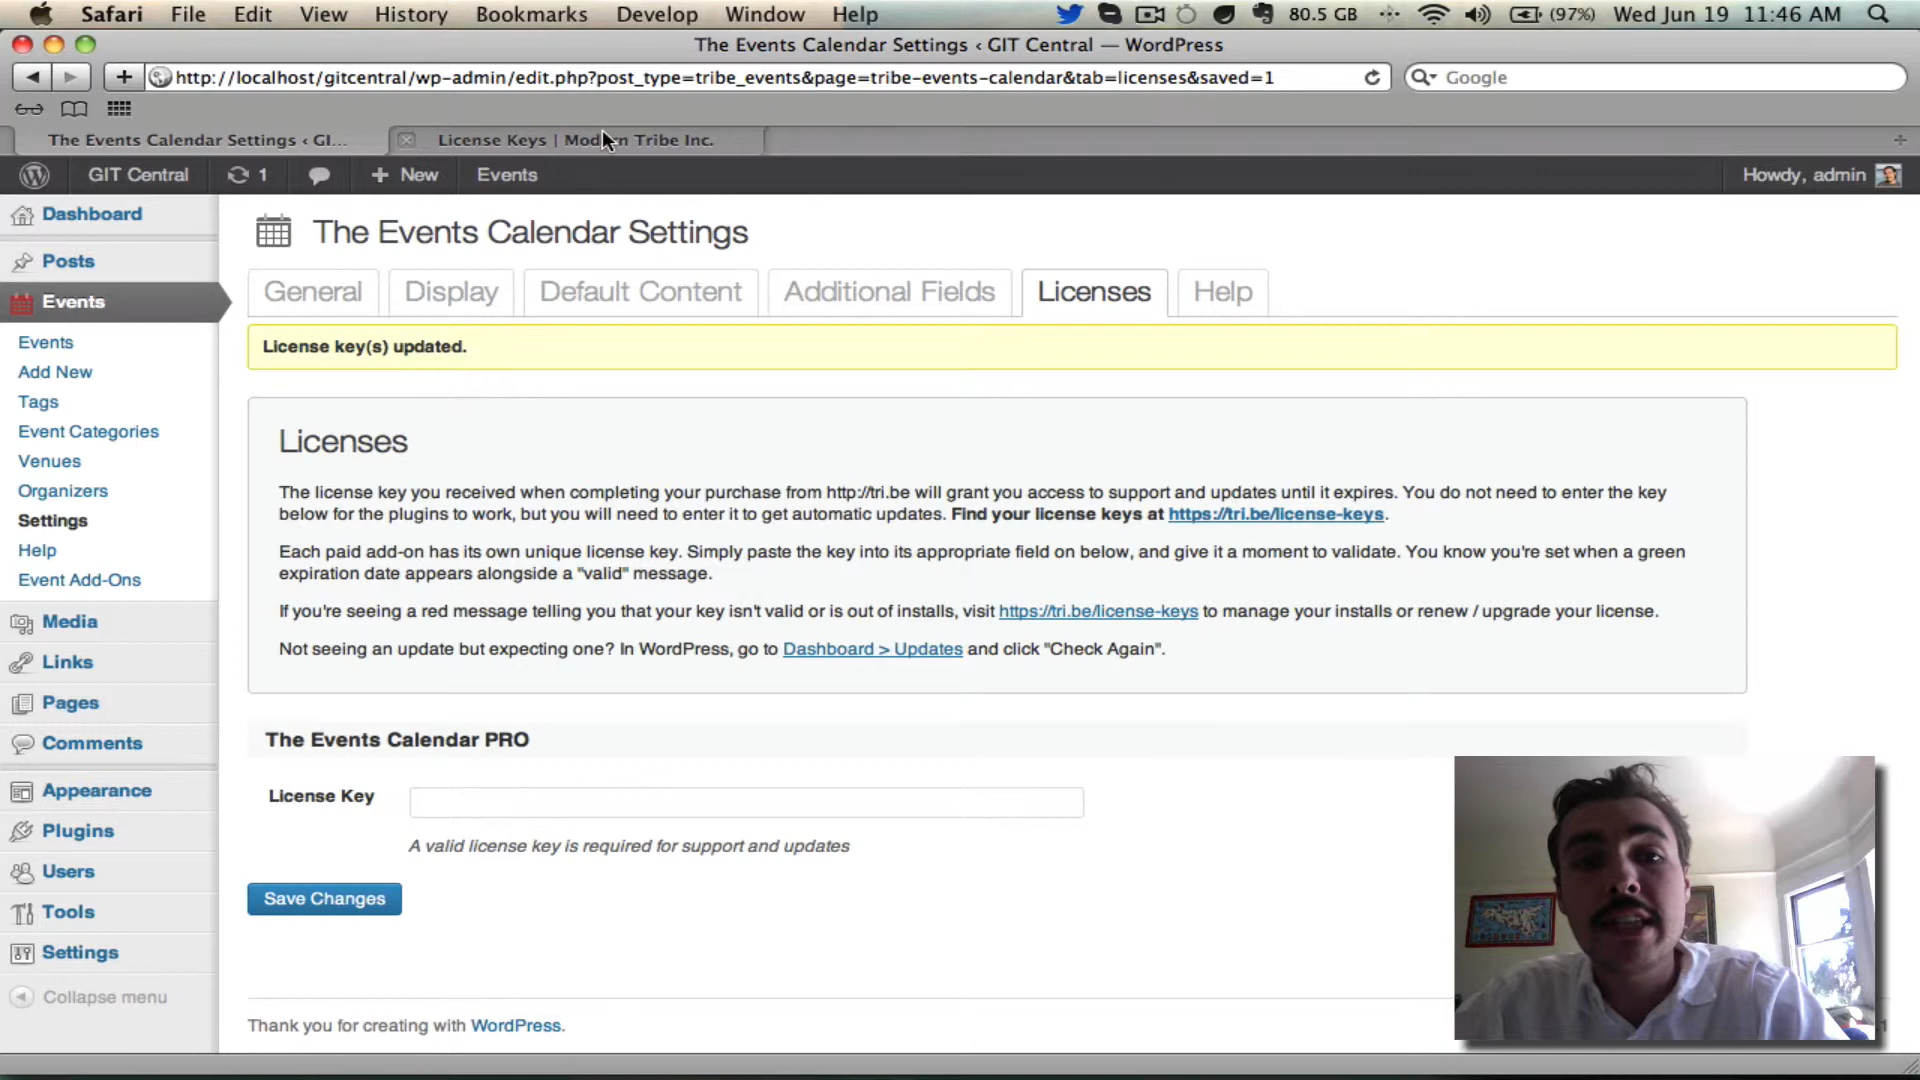 Safari File Edit View History Bookmarks Develop Window Help 80.5 GB (97%) Wed Jun 19 11:46 AM
The Events Calendar Settings ‹ GIT Central — WordPress
http://localhost/gitcentral/wp-admin/edit.php?post_type=tribe_events&page=tribe-events-calendar&tab=licenses&saved=1 Google
The Events Calendar Settings ‹ GI... License Keys | Modern Tribe Inc.
GIT Central 1 + New Events Howdy, admin
Dashboard
Posts
Events
Events
Add New
Tags
Event Categories
Venues
Organizers
Settings
Help
Event Add-Ons
Media
Links
Pages
Comments
Appearance
Plugins
Users
Tools
Settings
Collapse menu
The Events Calendar Settings
General Display Default Content Additional Fields Licenses Help
License key(s) updated.
Licenses
The license key you received when completing your purchase from http://tri.be will grant you access to support and updates until it expires. You do not need to enter the key
below for the plugins to work, but you will need to enter it to get automatic updates. Find your license keys at https://tri.be/license-keys.
Each paid add-on has its own unique license key. Simply paste the key into its appropriate field on below, and give it a moment to validate. You know you're set when a green
expiration date appears alongside a "valid" message.
If you're seeing a red message telling you that your key isn't valid or is out of installs, visit https://tri.be/license-keys to manage your installs or renew / upgrade your license.
Not seeing an update but expecting one? In WordPress, go to Dashboard > Updates and click "Check Again".
The Events Calendar PRO
License Key
A valid license key is required for support and updates
Save Changes
Thank you for creating with WordPress.